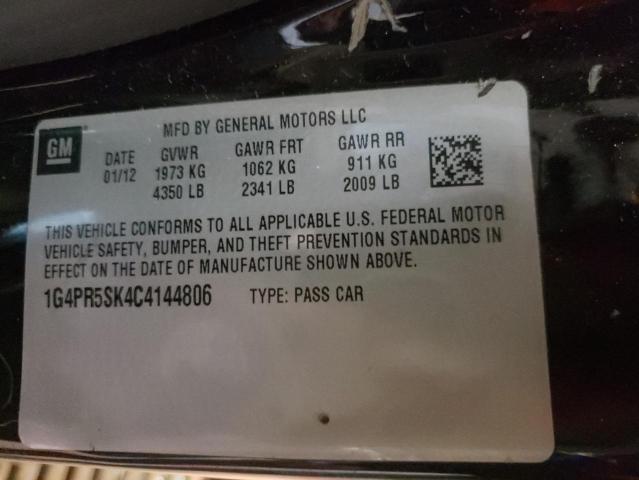 MFD BY GENERAL MOTORS LLC
GM
DATE GVWR GAWR FRT GAWR RR
01/12 1973 KG 1062 KG 911 KG
4350 LB 2341 LB 2009 LB
THIS VEHICLE CONFORMS TO ALL APPLICABLE U.S. FEDERAL MOTOR
VEHICLE SAFETY, BUMPER, AND THEFT PREVENTION STANDARDS IN
EFFECT ON THE DATE OF MANUFACTURE SHOWN ABOVE.
1G4PR5SK4C4144806 TYPE: PASS CAR